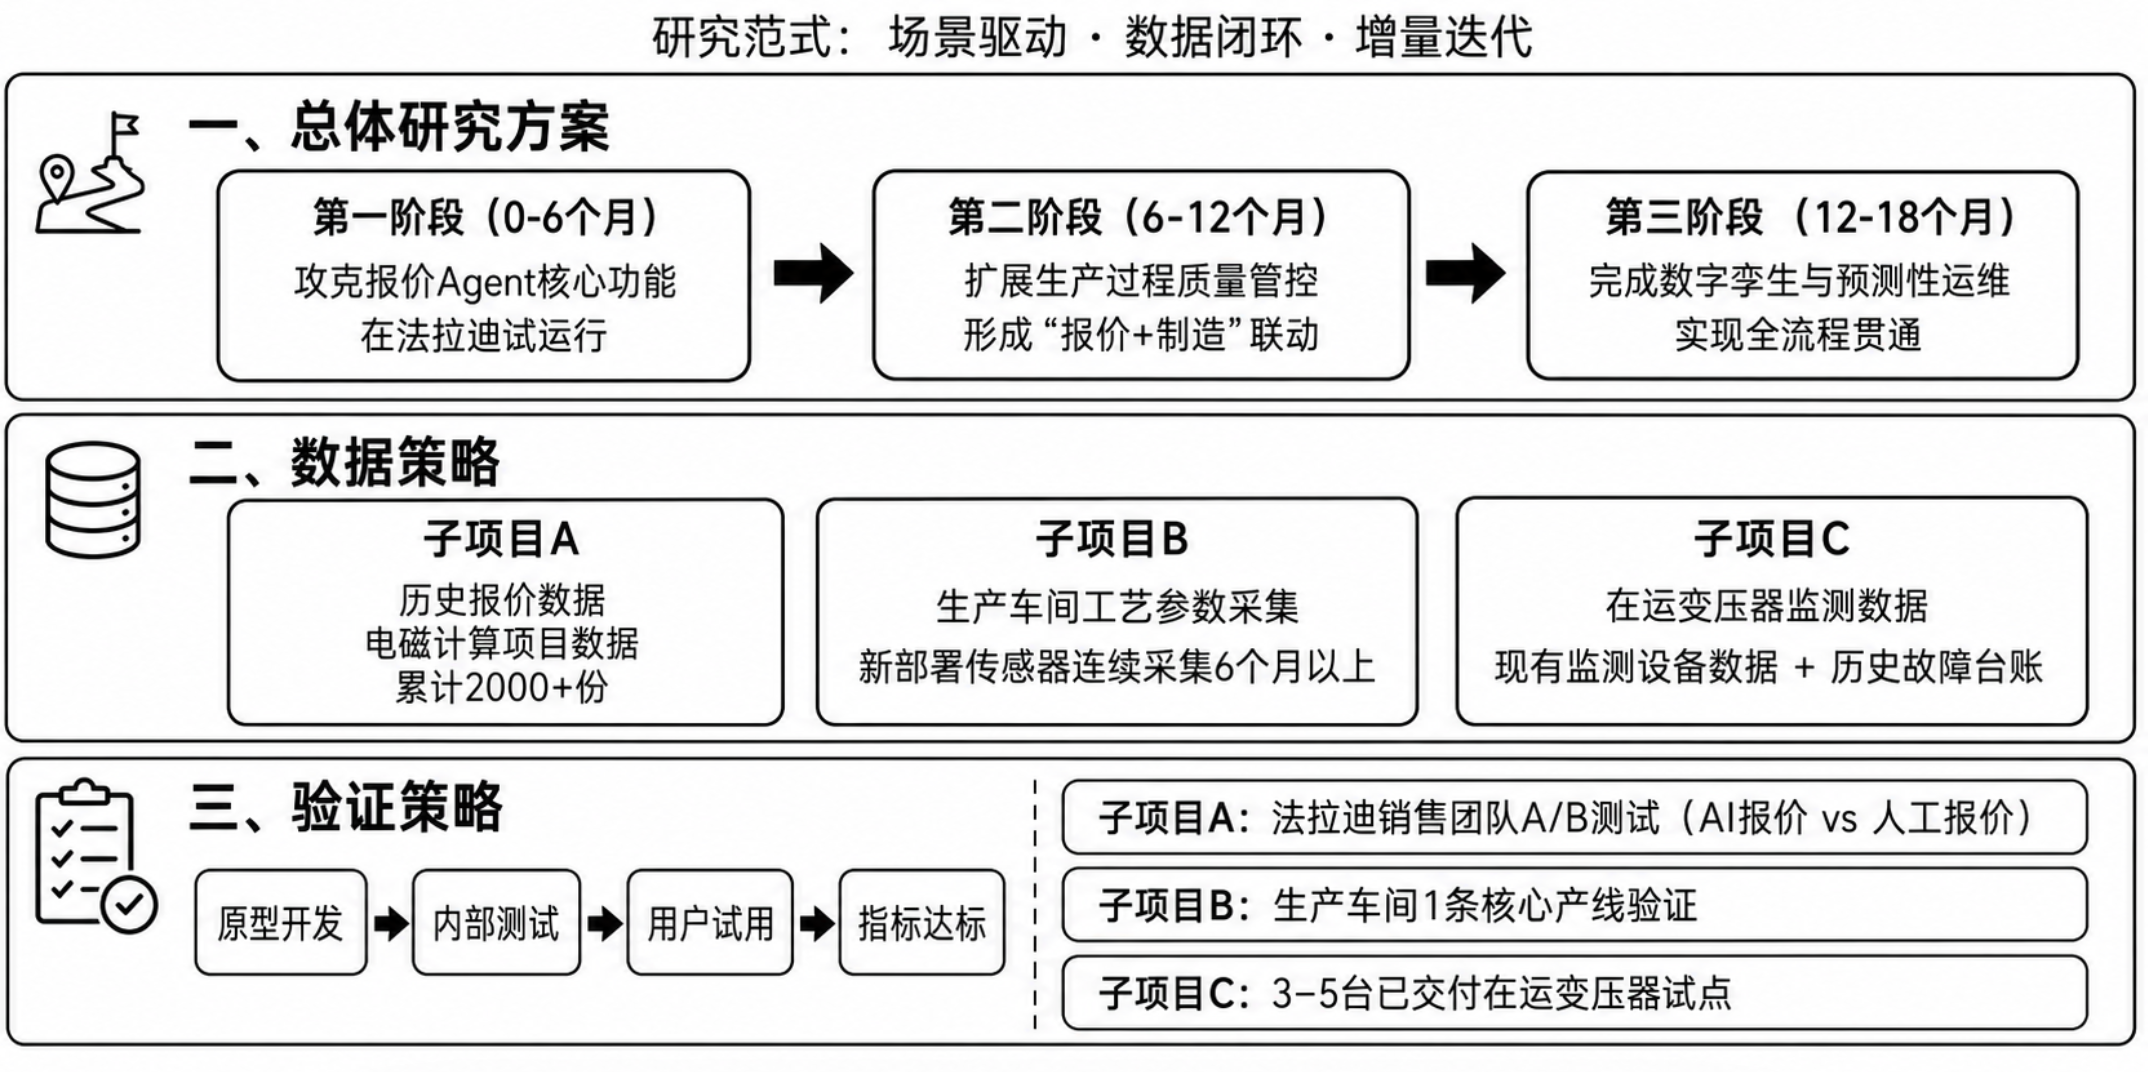 研究范式： 场景驱动 · 数据闭环 · 增量迭代
一、总体研究方案
第一阶段（0-6个月）
攻克报价Agent核心功能
在法拉迪试运行
第二阶段（6-12个月）
扩展生产过程质量管控
形成“报价+制造”联动
第三阶段 （12-18个月）
完成数字孪生与预测性运维
实现全流程贯通
二、数据策略
子项目A
历史报价数据
电磁计算项目数据
累计2000+份
子项目B
生产车间工艺参数采集
新部署传感器连续采集6个月以上
子项目C
在运变压器监测数据
现有监测设备数据 + 历史故障台账
三、验证策略
原型开发
内部测试
用户试用
指标达标
子项目A：法拉迪销售团队A/B测试（AI报价 vs 人工报价）
子项目B：生产车间1条核心产线验证
子项目C：3–5台已交付在运变压器试点